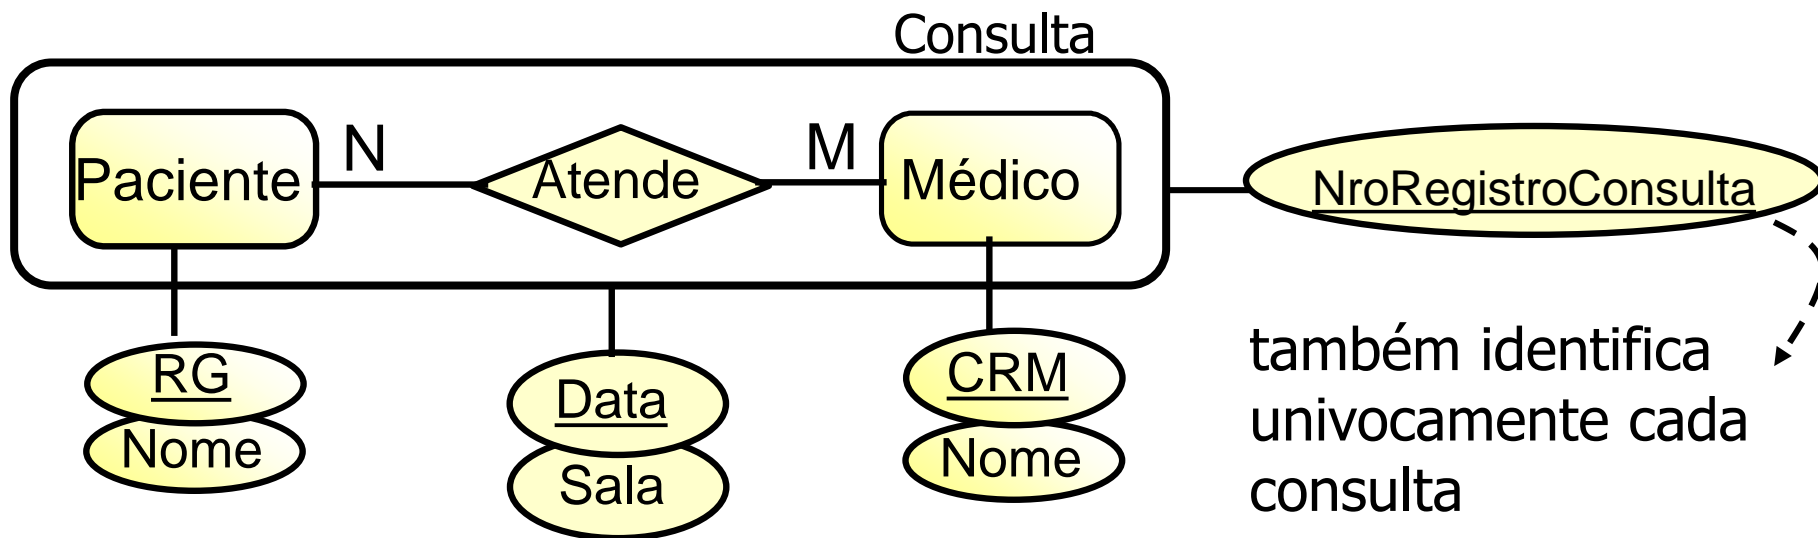 Consulta
Paciente
N
Atende
M
Médico
NroRegistroConsulta
RG
Nome
Data
Sala
CRM
Nome
também identifica
univocamente cada
consulta